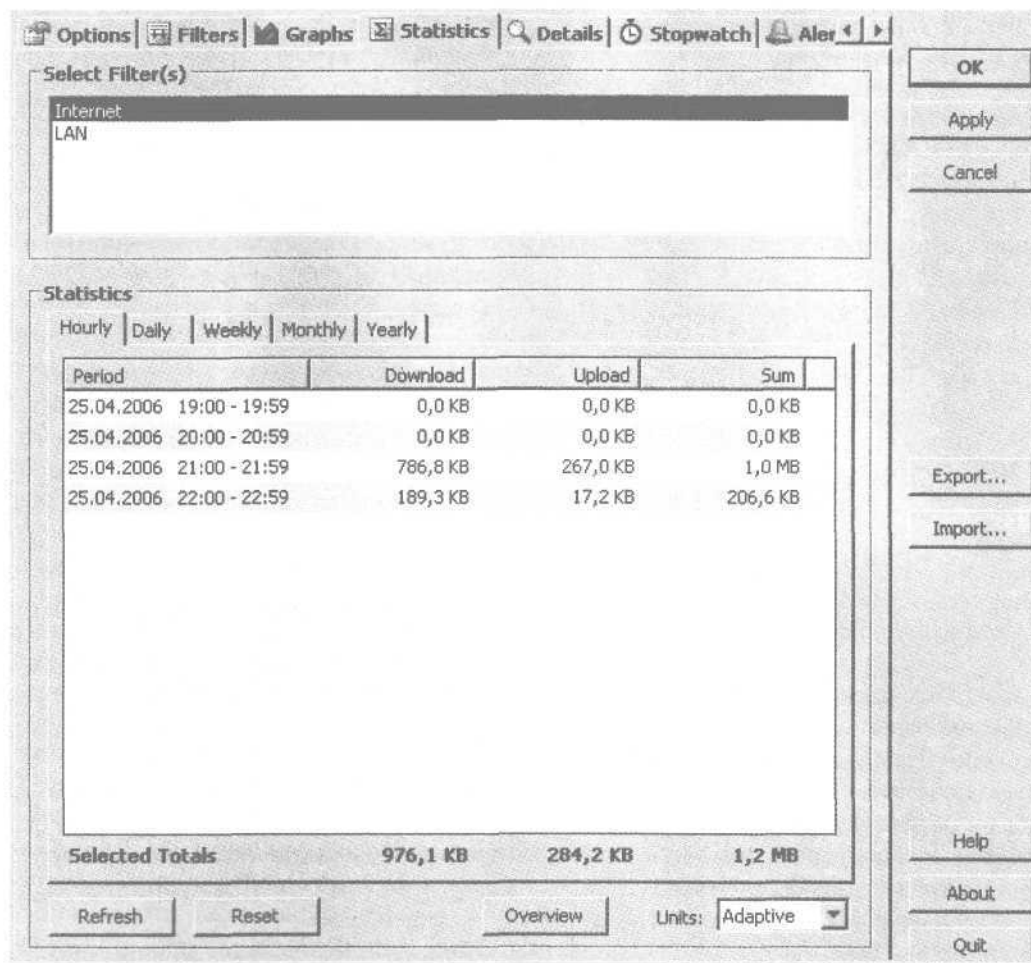 Options Filters Graphs Statistics Details Stopwatch Aler
OK
Apply
Cancel
Select Filter(s)
Internet
LAN
Statistics
Hourly Daily Weekly Monthly Yearly
Period Download Upload Sum
25.04.2006 19:00 - 19:59 0,0 KB 0,0 KB 0,0 KB
25.04.2006 20:00 - 20:59 0,0 KB 0,0 KB 0,0 KB
25.04.2006 21:00 - 21:59 786,8 KB 267,0 KB 1,0 MB
25.04.2006 22:00 - 22:59 189,3 KB 17,2 KB 206,6 KB
Export...
Import...
Selected Totals 976,1 KB 284,2 KB 1,2 MB
Refresh Reset Overview Units: Adaptive
Help
About
Quit